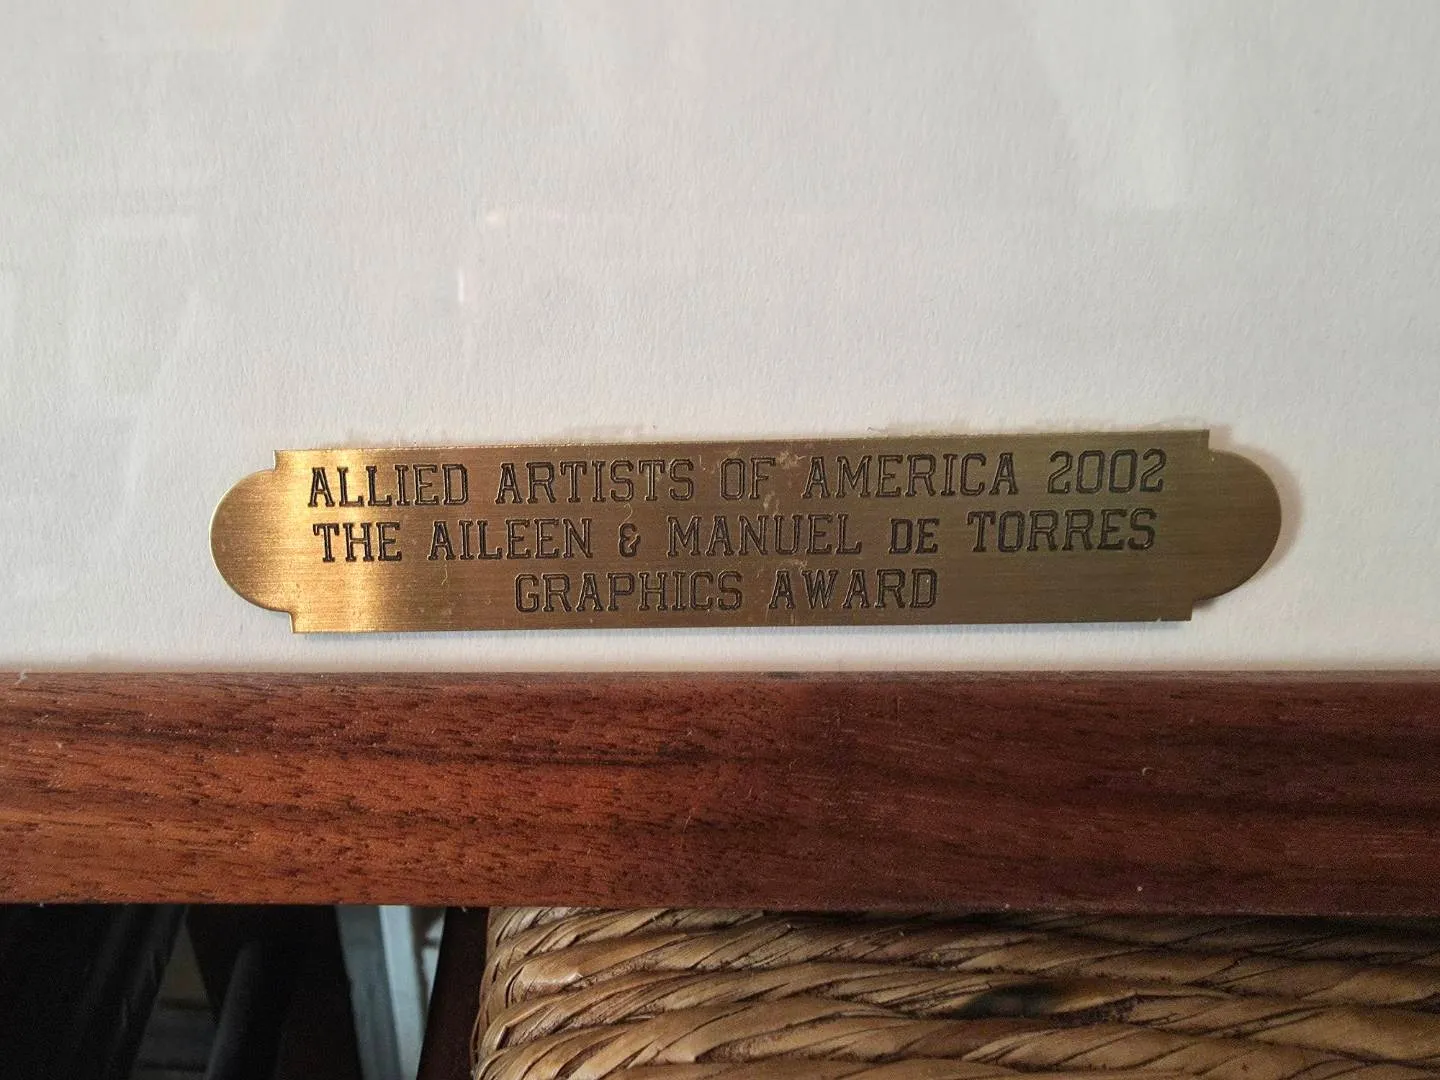 ALLIED ARTISTS OF AMERICA 2002
THE AILEEN & MANUEL DE TORRES
GRAPHICS AWARD